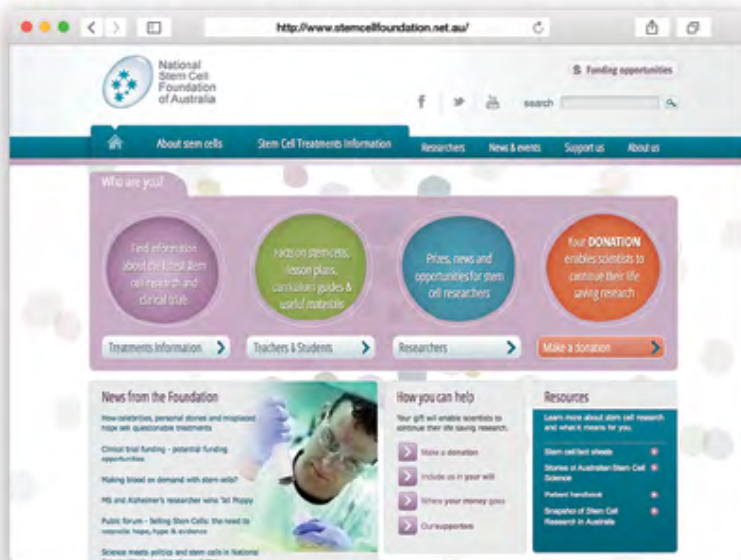 http://www.stemcellfoundation.net.au/
National
Stem Cell
Foundation
of Australia
$ Funding opportunities
search
About stem cells
Stem Cell Treatments Information
Researchers
News & events
Support us
About us
Who are you?
Find information
about the latest stem
cell research and
clinical trials
Facts on stem cells,
lesson plans,
curriculum guides &
useful materials
Prizes, news and
opportunities for stem
cell researchers
Your DONATION
enables scientists to
continue their life
saving research
Treatments Information
Teachers & Students
Researchers
Make a donation
News from the Foundation
How celebrities, personal stories and misplaced
hope sell questionable treatments
Clinical trial funding - potential funding
opportunities
Making blood on demand with stem cells?
MS and Alzheimer's researcher wins Tall Poppy
Public forum - Selling Stem Cells: the need to
reconcile hope, hype & evidence
Science meets politics and stem cells in National
How you can help
Your gift will enable scientists to
continue their life saving research.
Make a donation
Include us in your will
Where your money goes
Our supporters
Resources
Learn more about stem cell research
and what it means for you.
Stem cell fact sheets
Stories of Australian Stem Cell
Science
Patient handbook
Snapshot of Stem Cell
Research in Australia